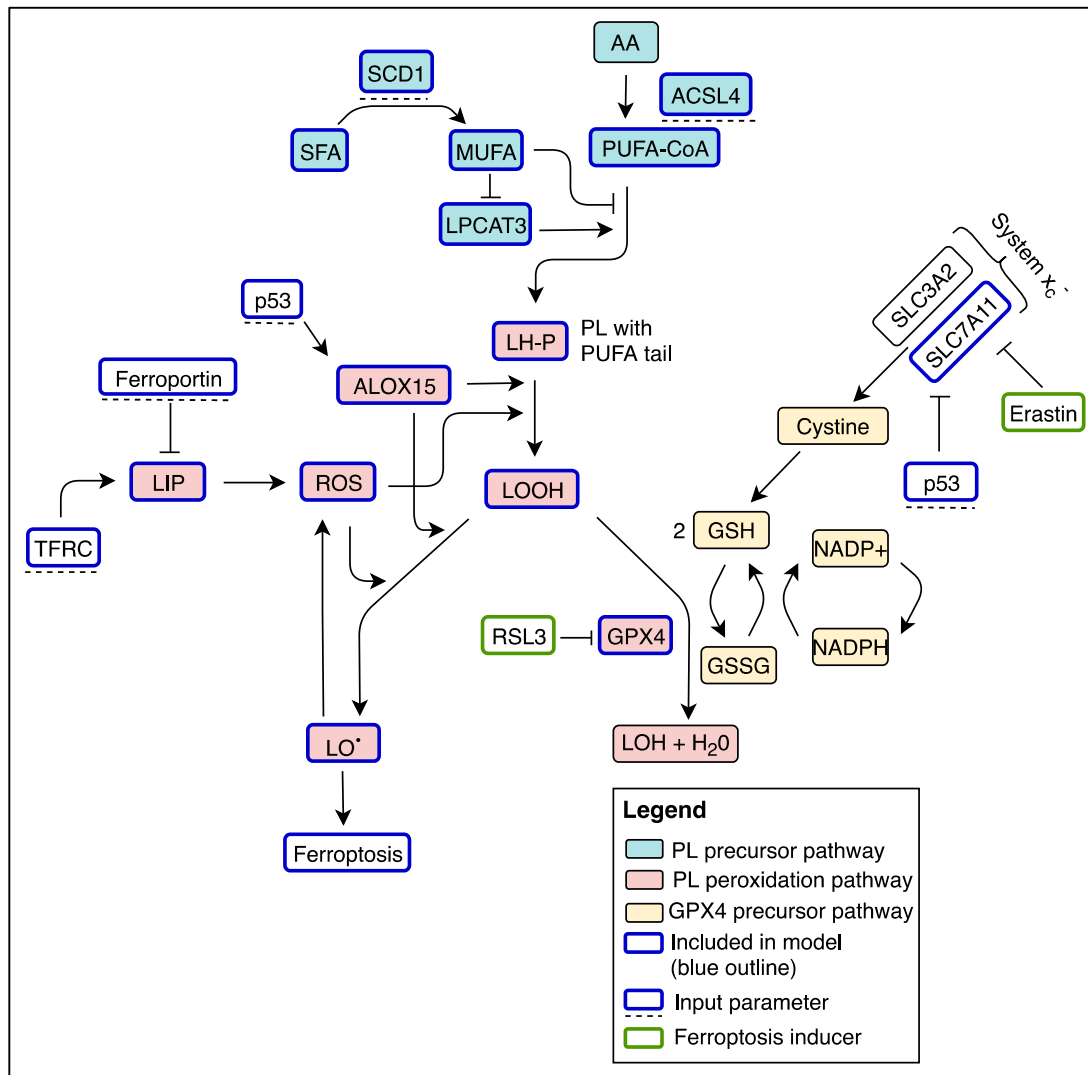 AA
SCD1
ACSL4
SFA
MUFA
PUFA-CoA
LPCAT3
System x_c^-
SLC3A2
SLC7A11
p53
LH-P
PL with
PUFA tail
Ferroportin
ALOX15
Erastin
Cystine
LIP
ROS
LOOH
p53
TFRC
2
GSH
NADP+
RSL3
GPX4
GSSG
NADPH
LO•
LOH + H₂0
Ferroptosis
Legend
PL precursor pathway
PL peroxidation pathway
GPX4 precursor pathway
Included in model
(blue outline)
Input parameter
Ferroptosis inducer